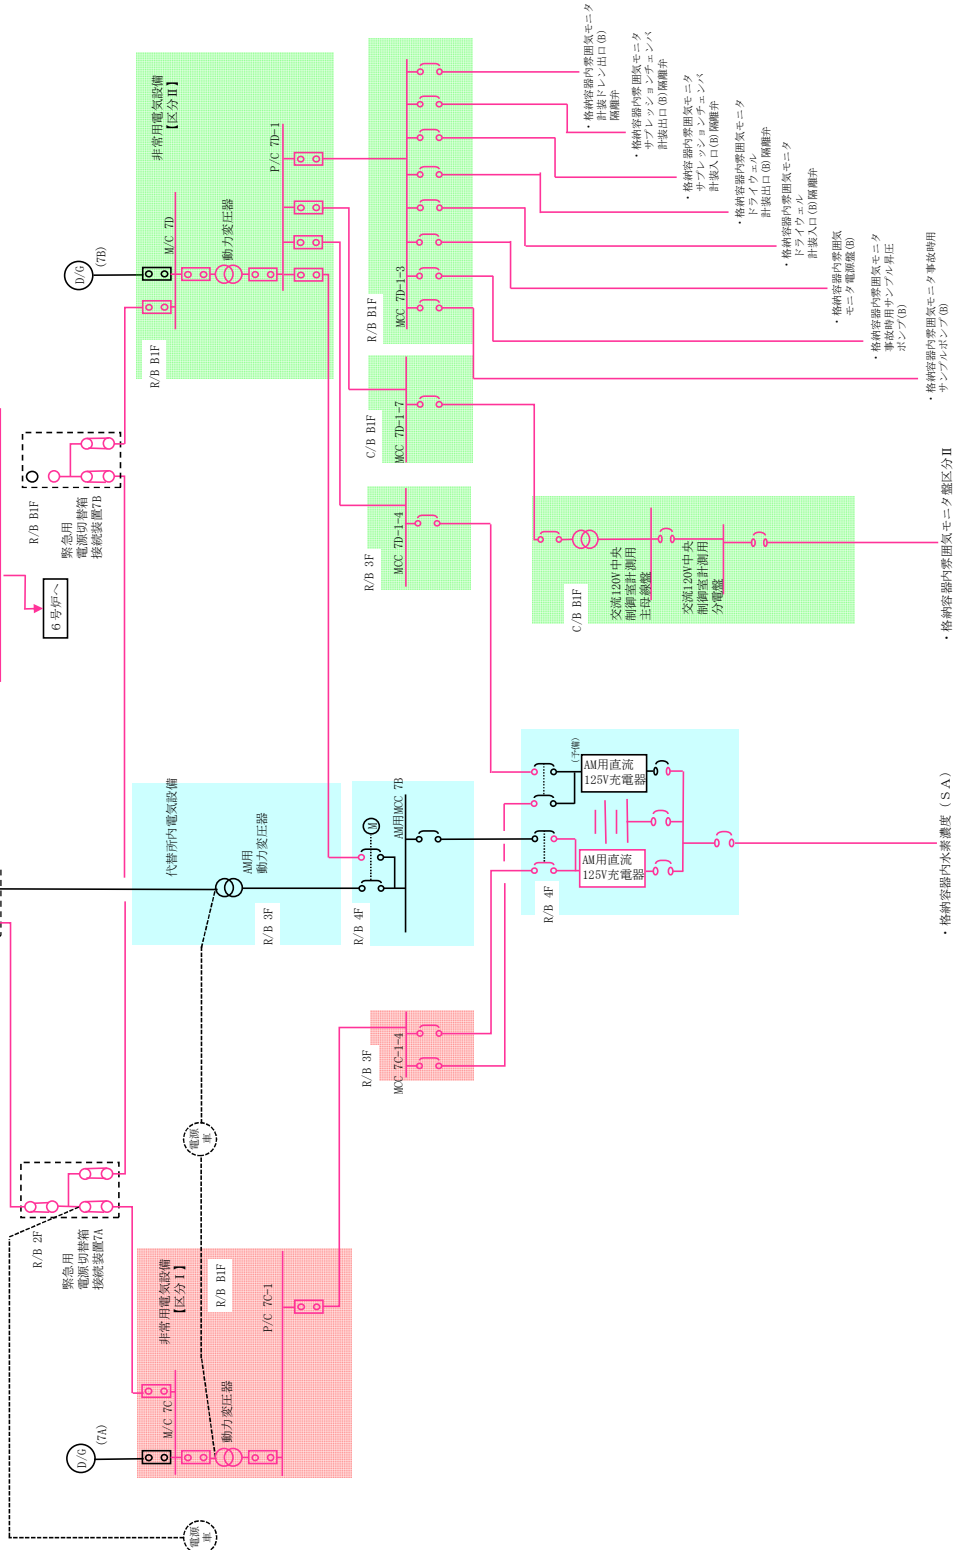 ・格納容器内雰囲気モニタ
計装ドレン出口(B)
隔離弁
・格納容器内雰囲気モニタ
サプレッションチェンバ
計装出口(B)隔離弁
・格納容器内雰囲気モニタ
サプレッションチェンバ
計装入口(B)隔離弁
・格納容器内雰囲気モニタ
ドライウェル
計装出口(B)隔離弁
・格納容器内雰囲気モニタ
ドライウェル
計装入口(B)隔離弁
・格納容器内雰囲気
モニタ電源盤(B)
・格納容器内雰囲気モニタ
事故時用サンプル昇圧
ポンプ(B)
・格納容器内雰囲気モニタ事故時用
サンプルポンプ(B)
非常用電気設備
【区分Ⅱ】
D/G
(7B)
M/C 7D
動力変圧器
P/C 7D-1
R/B B1F
R/B B1F
MCC 7D-1-3
C/B B1F
MCC 7D-1-7
R/B 3F
MCC 7D-1-4
R/B B1F
緊急用
電源切替箱
接続装置7B
6号炉へ
C/B B1F
交流120V中央
制御室計測用
主母線盤
交流120V中央
制御室計測用
分電盤
・格納容器内雰囲気モニタ盤区分Ⅱ
代替所内電気設備
AM用
動力変圧器
R/B 3F
R/B 4F
M
AM用MCC 7B
(予備)
AM用直流
125V充電器
AM用直流
125V充電器
R/B 4F
・格納容器内水素濃度（ＳＡ）
R/B 3F
MCC 7C-1-4
電源
車
R/B 2F
緊急用
電源切替箱
接続装置7A
非常用電気設備
【区分Ⅰ】
R/B B1F
P/C 7C-1
D/G
(7A)
M/C 7C
動力変圧器
電源
車